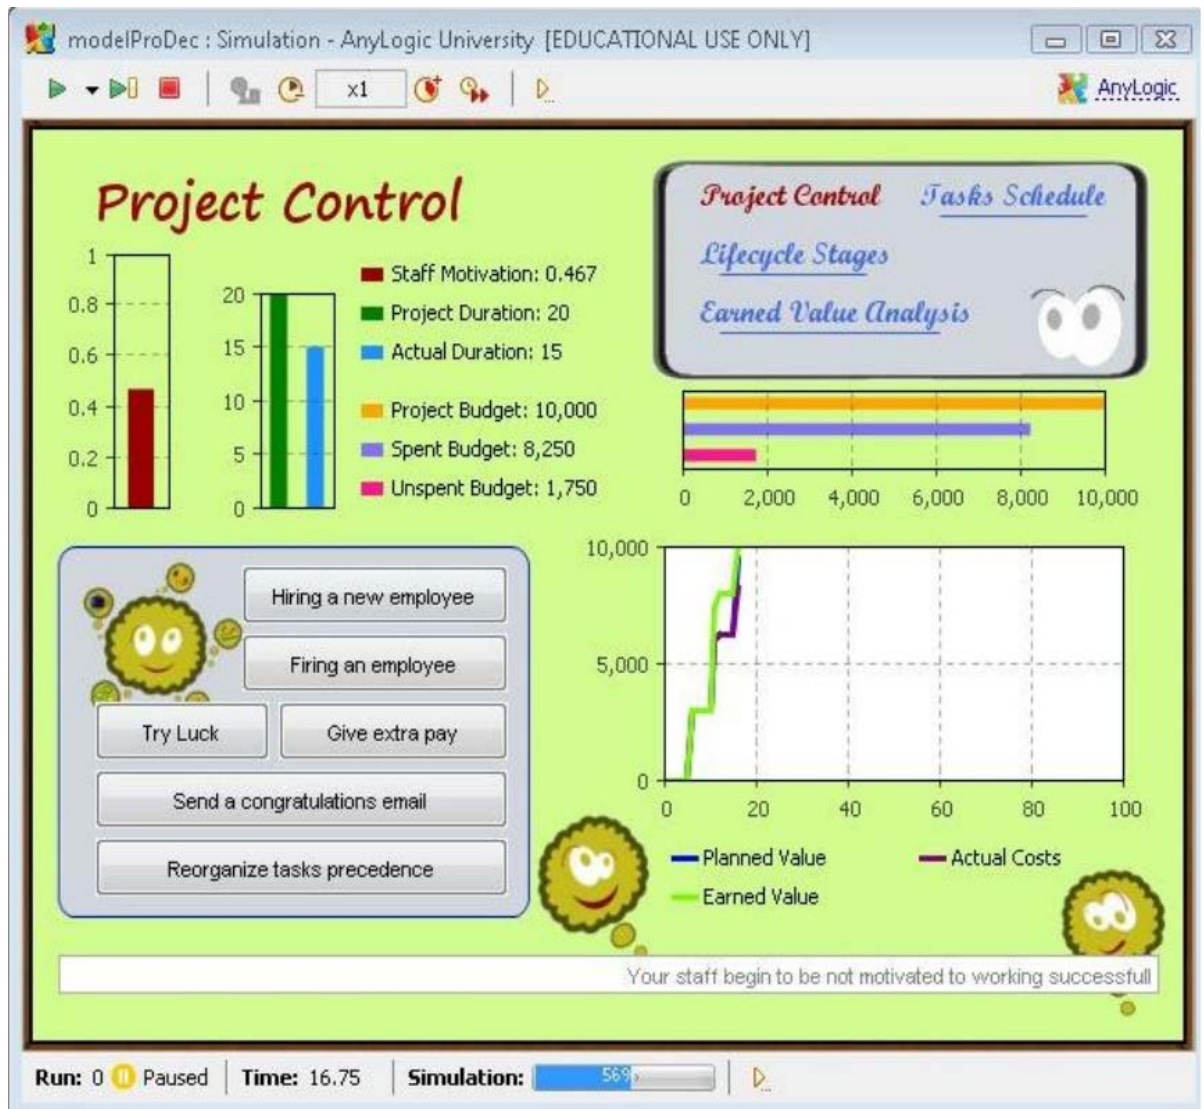 modelProDec : Simulation - AnyLogic University [EDUCATIONAL USE ONLY]
x1
AnyLogic
Project Control
Project Control Tasks Schedule
Lifecycle Stages
Earned Value Analysis
1
0.8
0.6
0.4
0.2
0
20
15
10
5
0
Staff Motivation: 0.467
Project Duration: 20
Actual Duration: 15
Project Budget: 10,000
Spent Budget: 8,250
Unspent Budget: 1,750
0 2,000 4,000 6,000 8,000 10,000
Hiring a new employee
Firing an employee
Try Luck Give extra pay
Send a congratulations email
Reorganize tasks precedence
10,000
5,000
0
0 20 40 60 80 100
Planned Value Actual Costs
Earned Value
Your staff begin to be not motivated to working successfull
Run: 0 Paused Time: 16.75 Simulation: 56%